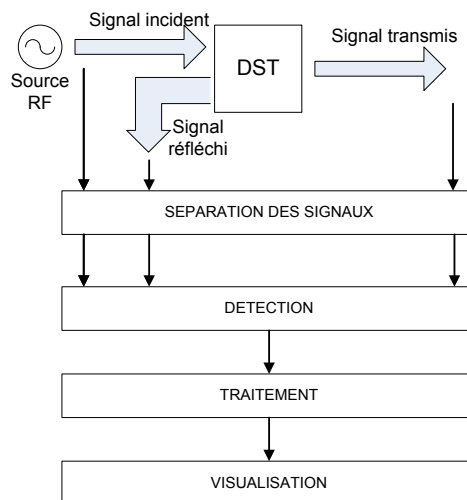 Signal incident
Signal transmis
DST
Source
RF
Signal
réfléchi
SEPARATION DES SIGNAUX
DETECTION
TRAITEMENT
VISUALISATION